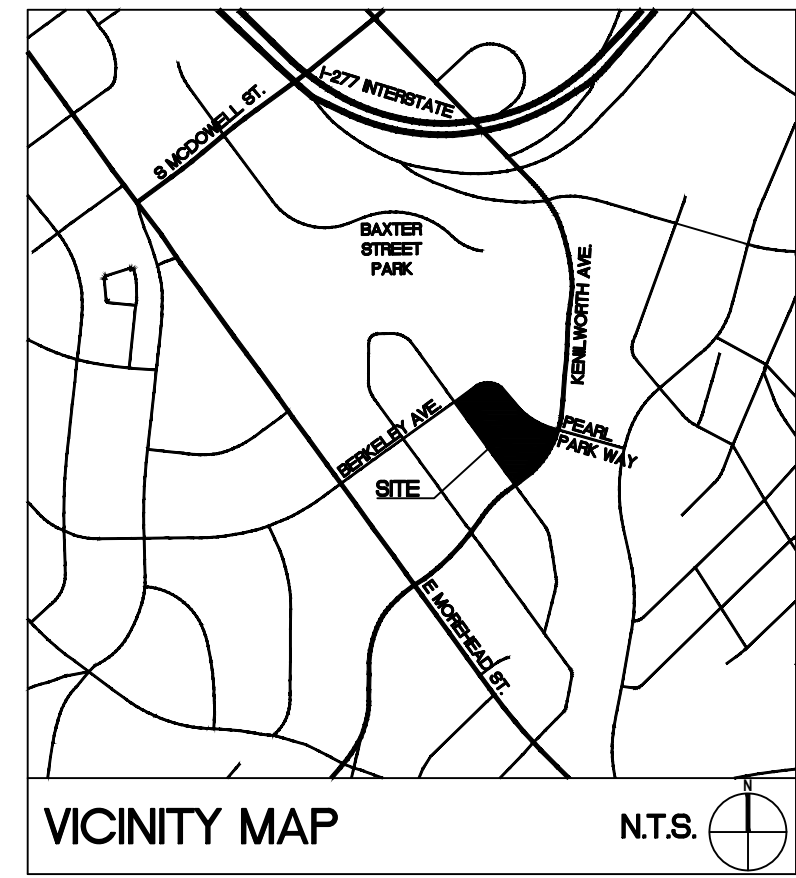 I-277 INTERSTATE
S MCDOWELL ST.
BAXTER
STREET
PARK
KENILWORTH AVE.
BERKELEY AVE.
PEARL
PARK WAY
SITE
E MOREHEAD ST.
VICINITY MAP
N.T.S.
N